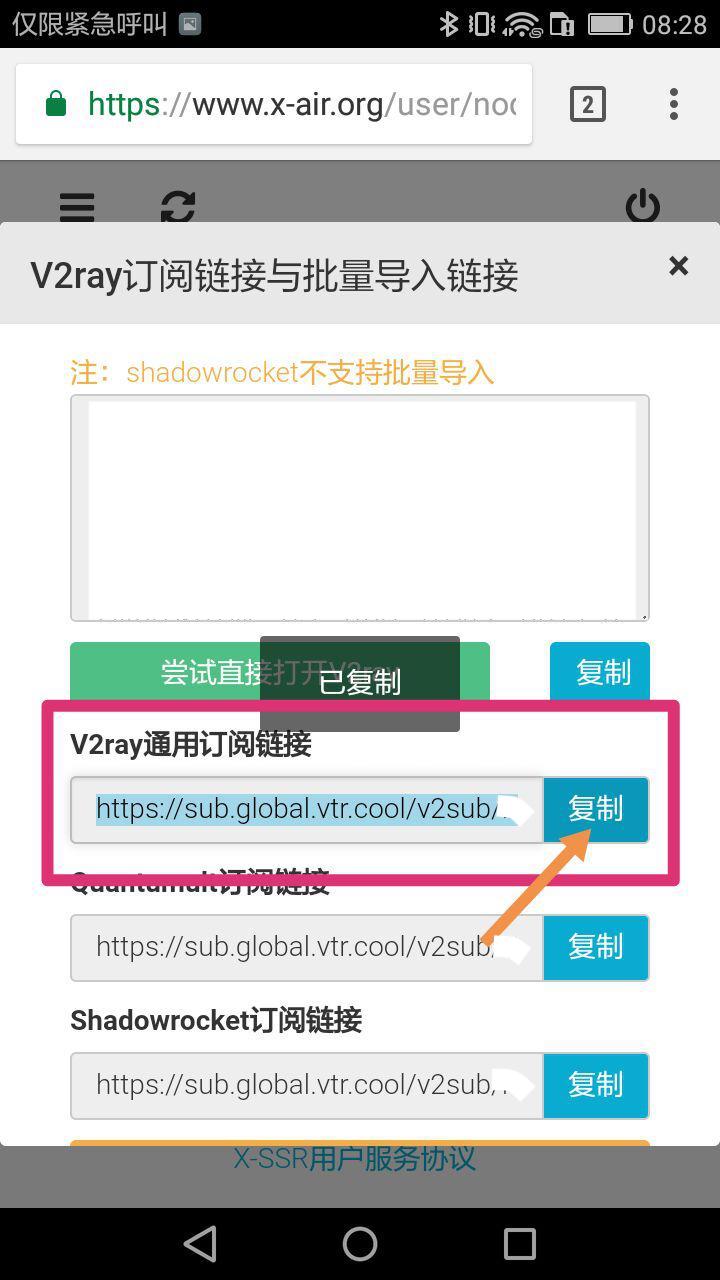 仅限紧急呼叫
08:28
https://www.x-air.org/user/noc
2
V2ray订阅链接与批量导入链接
×
注：shadowrocket不支持批量导入
尝试直接打开V2ray
复制
已复制
V2ray通用订阅链接
https://sub.global.vtr.cool/v2sub/
复制
Quantumult订阅链接
https://sub.global.vtr.cool/v2sub/
复制
Shadowrocket订阅链接
https://sub.global.vtr.cool/v2sub/
复制
X-SSR用户服务协议